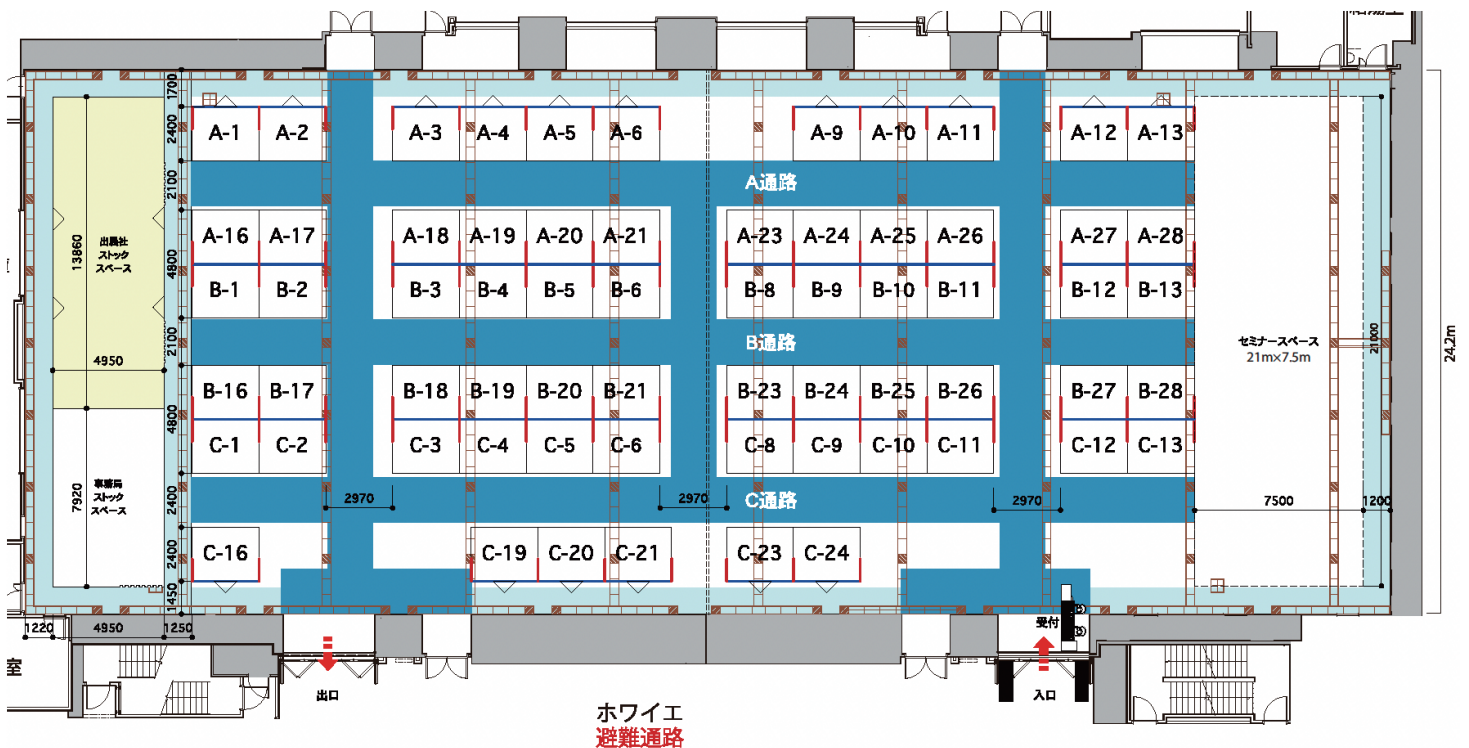 1700
A-1 A-2 A-3 A-4 A-5 A-6 A-9 A-10 A-11 A-12 A-13
2400
A通路
2100
A-16 A-17 A-18 A-19 A-20 A-21 A-23 A-24 A-25 A-26 A-27 A-28
出展社
ストック
スペース
13860
4800
B-1 B-2 B-3 B-4 B-5 B-6 B-8 B-9 B-10 B-11 B-12 B-13
2100
B通路
セミナースペース
21m×7.5m
21000
24.2m
4950
B-16 B-17 B-18 B-19 B-20 B-21 B-23 B-24 B-25 B-26 B-27 B-28
4800
C-1 C-2 C-3 C-4 C-5 C-6 C-8 C-9 C-10 C-11 C-12 C-13
事務局
ストック
スペース
7920
2400
2970 2970 C通路 2970 7500 1200
C-16 C-19 C-20 C-21 C-23 C-24
2400
1450
1220 4950 1250
受付
室
出口
入口
ホワイエ
避難通路